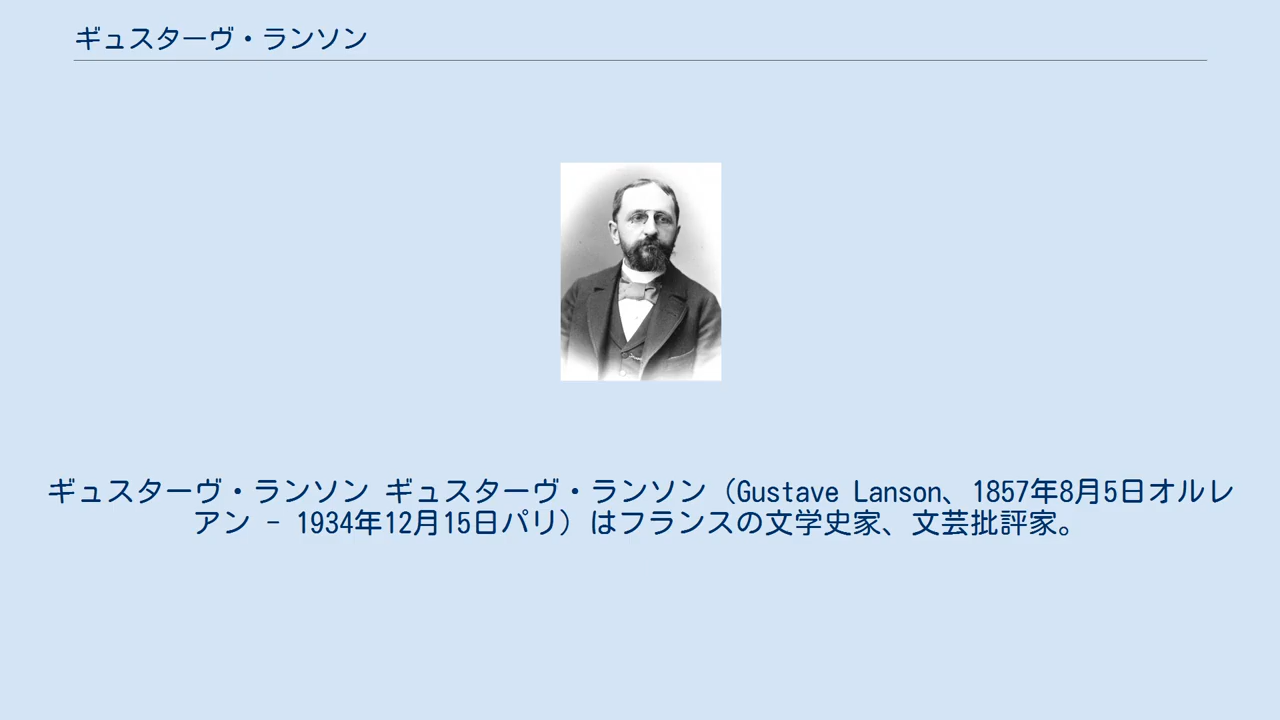 ギュスターヴ・ランソン
ギュスターヴ・ランソン ギュスターヴ・ランソン（Gustave Lanson、1857年8月5日オルレ
アン - 1934年12月15日パリ）はフランスの文学史家、文芸批評家。